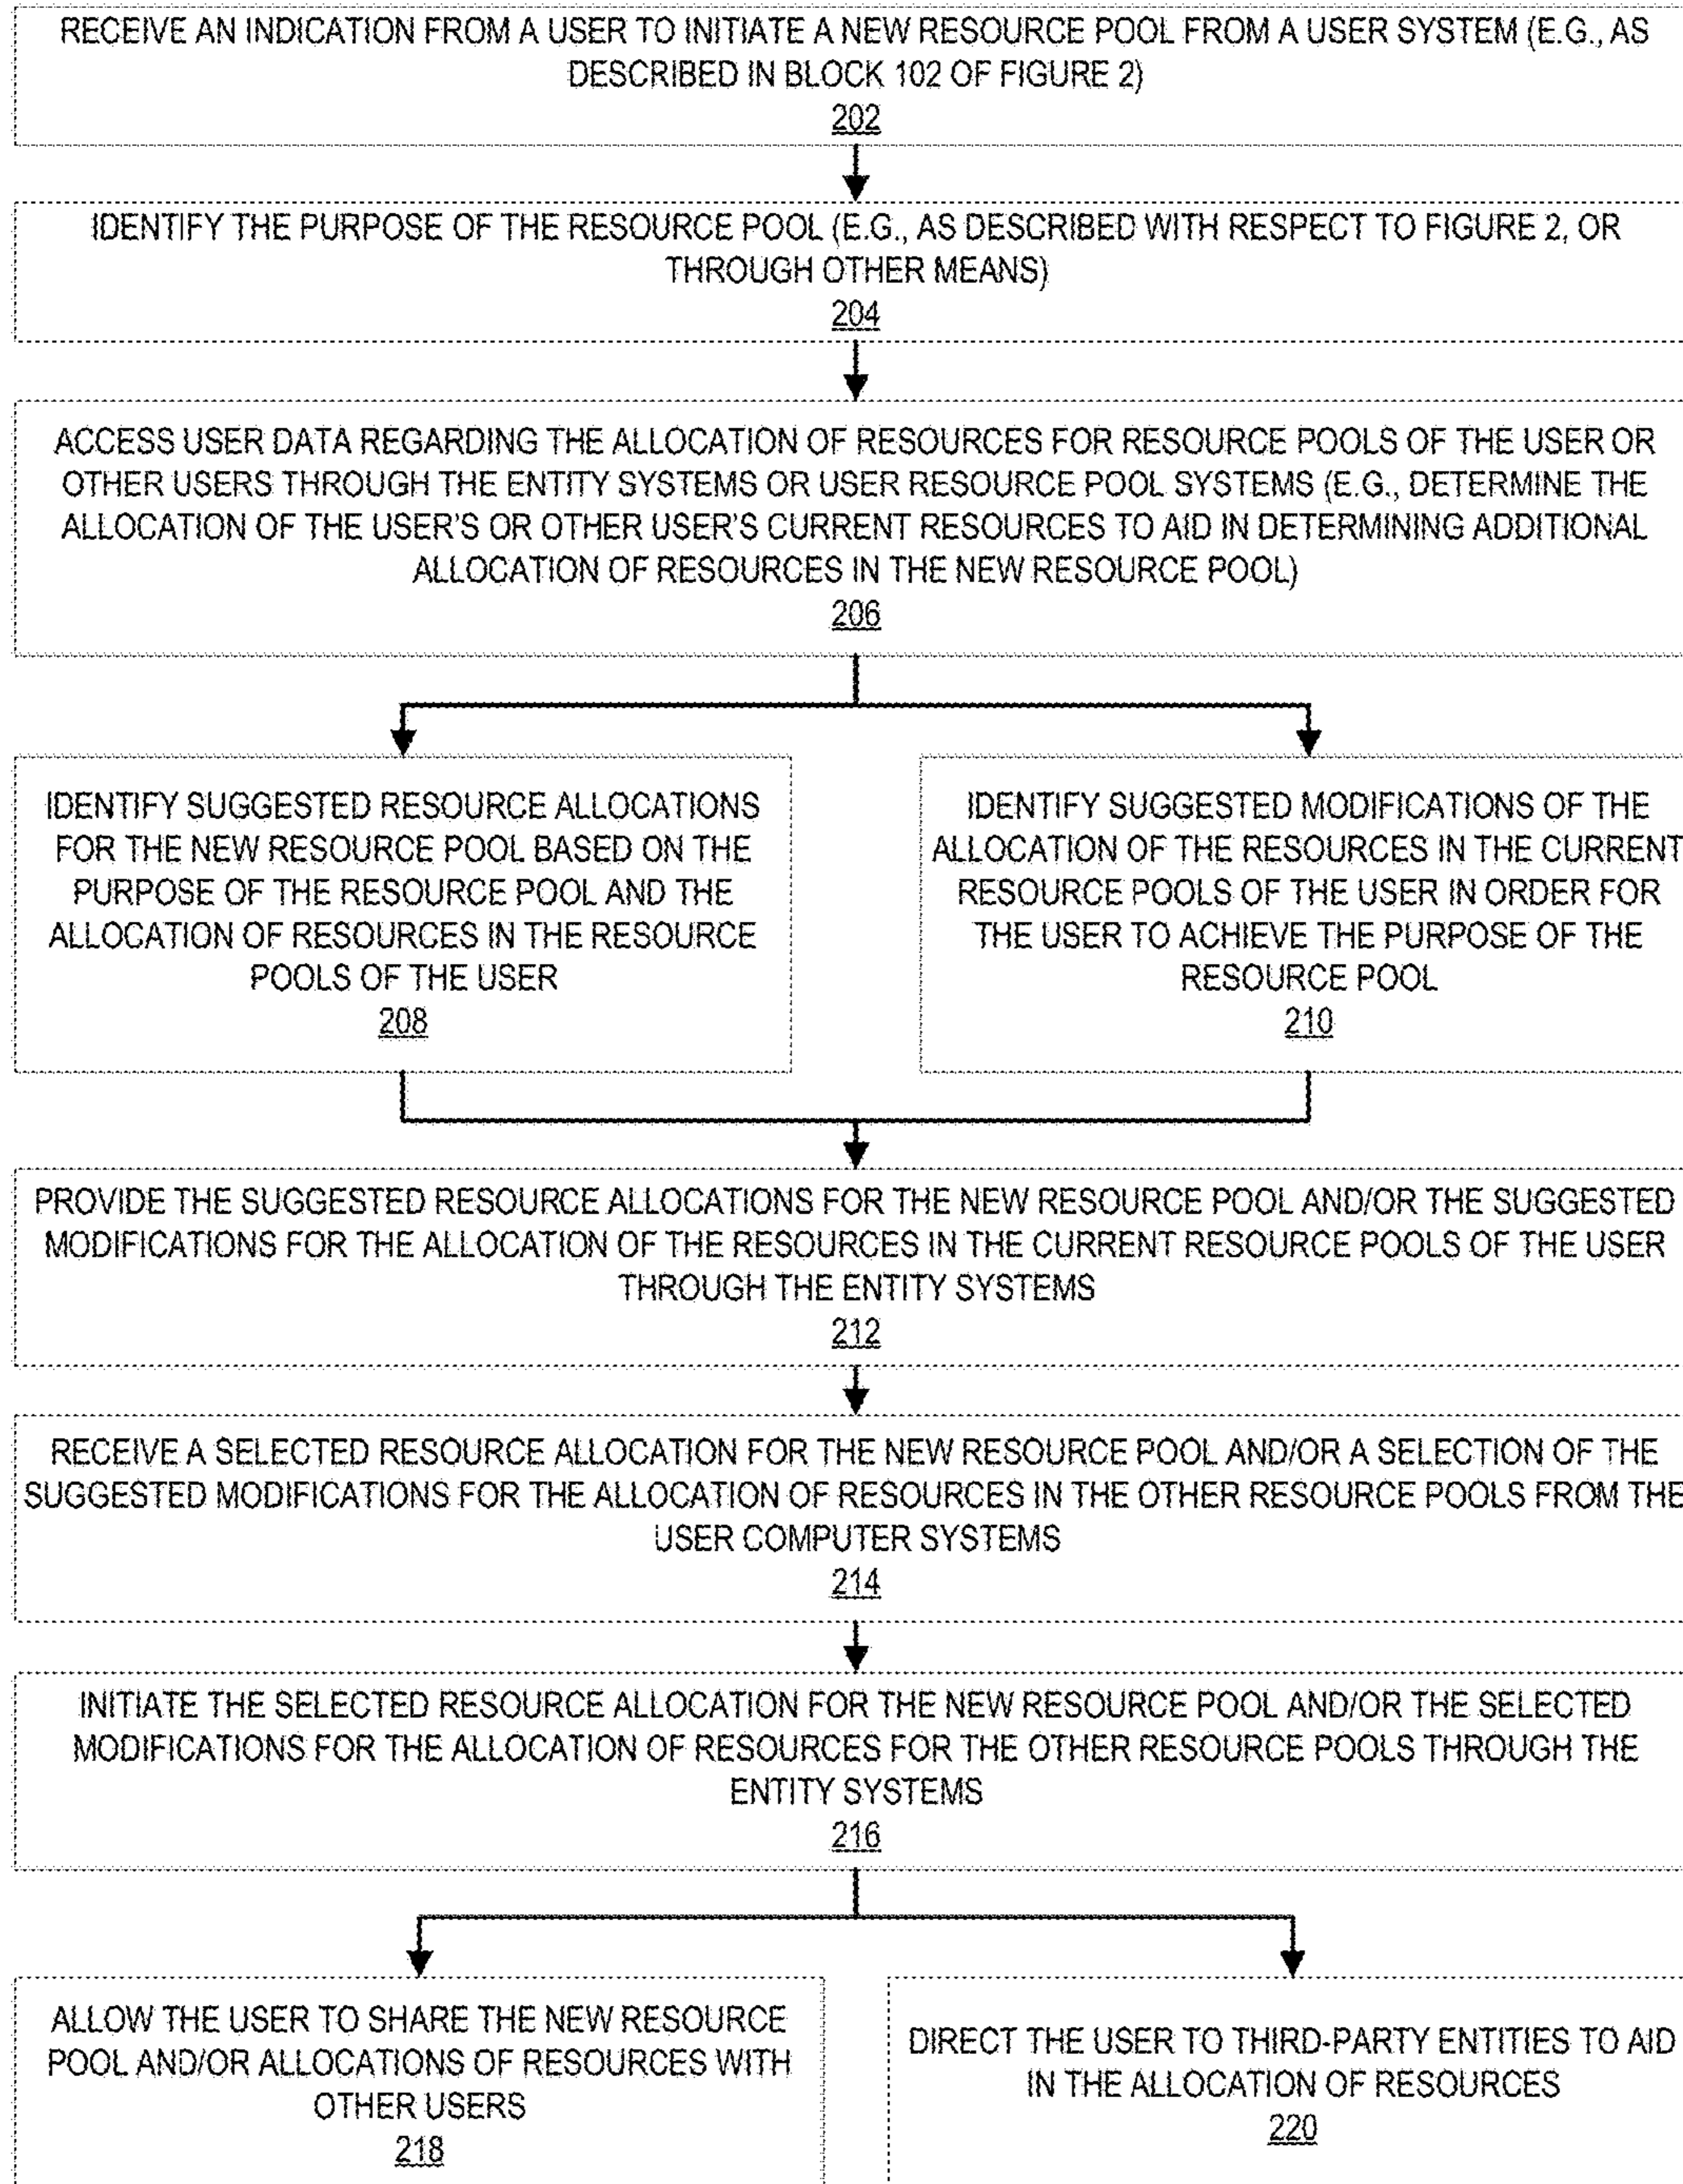 RECEIVE AN INDICATION FROM A USER TO INITIATE A NEW RESOURCE POOL FROM A USER SYSTEM (E.G., AS
DESCRIBED IN BLOCK 102 OF FIGURE 2)
202
IDENTIFY THE PURPOSE OF THE RESOURCE POOL (E.G., AS DESCRIBED WITH RESPECT TO FIGURE 2, OR
THROUGH OTHER MEANS)
204
ACCESS USER DATA REGARDING THE ALLOCATION OF RESOURCES FOR RESOURCE POOLS OF THE USER OR
OTHER USERS THROUGH THE ENTITY SYSTEMS OR USER RESOURCE POOL SYSTEMS (E.G., DETERMINE THE
ALLOCATION OF THE USER'S OR OTHER USER'S CURRENT RESOURCES TO AID IN DETERMINING ADDITIONAL
ALLOCATION OF RESOURCES IN THE NEW RESOURCE POOL)
206
IDENTIFY SUGGESTED RESOURCE ALLOCATIONS
FOR THE NEW RESOURCE POOL BASED ON THE
PURPOSE OF THE RESOURCE POOL AND THE
ALLOCATION OF RESOURCES IN THE RESOURCE
POOLS OF THE USER
208
IDENTIFY SUGGESTED MODIFICATIONS OF THE
ALLOCATION OF THE RESOURCES IN THE CURRENT
RESOURCE POOLS OF THE USER IN ORDER FOR
THE USER TO ACHIEVE THE PURPOSE OF THE
RESOURCE POOL
210
PROVIDE THE SUGGESTED RESOURCE ALLOCATIONS FOR THE NEW RESOURCE POOL AND/OR THE SUGGESTED
MODIFICATIONS FOR THE ALLOCATION OF THE RESOURCES IN THE CURRENT RESOURCE POOLS OF THE USER
THROUGH THE ENTITY SYSTEMS
212
RECEIVE A SELECTED RESOURCE ALLOCATION FOR THE NEW RESOURCE POOL AND/OR A SELECTION OF THE
SUGGESTED MODIFICATIONS FOR THE ALLOCATION OF RESOURCES IN THE OTHER RESOURCE POOLS FROM THE
USER COMPUTER SYSTEMS
214
INITIATE THE SELECTED RESOURCE ALLOCATION FOR THE NEW RESOURCE POOL AND/OR THE SELECTED
MODIFICATIONS FOR THE ALLOCATION OF RESOURCES FOR THE OTHER RESOURCE POOLS THROUGH THE
ENTITY SYSTEMS
216
ALLOW THE USER TO SHARE THE NEW RESOURCE
POOL AND/OR ALLOCATIONS OF RESOURCES WITH
OTHER USERS
218
DIRECT THE USER TO THIRD-PARTY ENTITIES TO AID
IN THE ALLOCATION OF RESOURCES
220